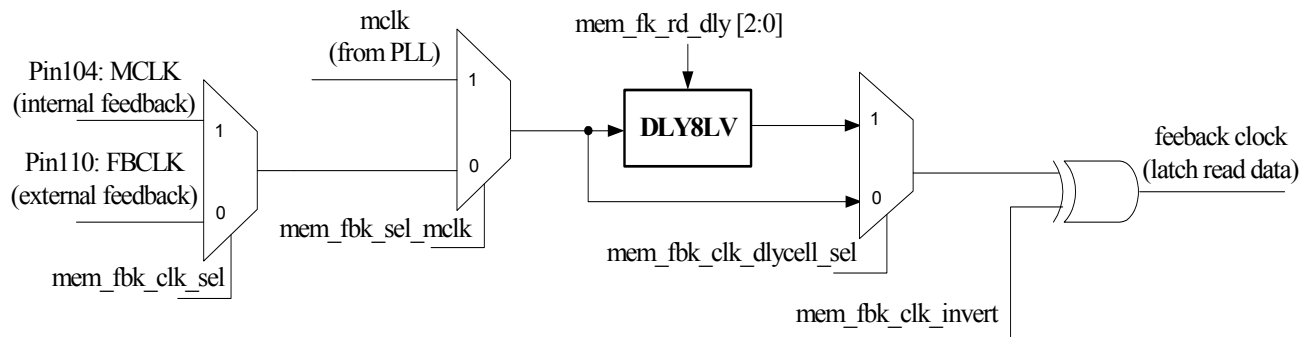 mclk
(from PLL)
mem_fk_rd_dly [2:0]
Pin104: MCLK
(internal feedback)
1
1
DLY8LV
1
feeback clock
(latch read data)
Pin110: FBCLK
(external feedback)
0
0
0
mem_fbk_sel_mclk
mem_fbk_clk_dlycell_sel
mem_fbk_clk_sel
mem_fbk_clk_invert